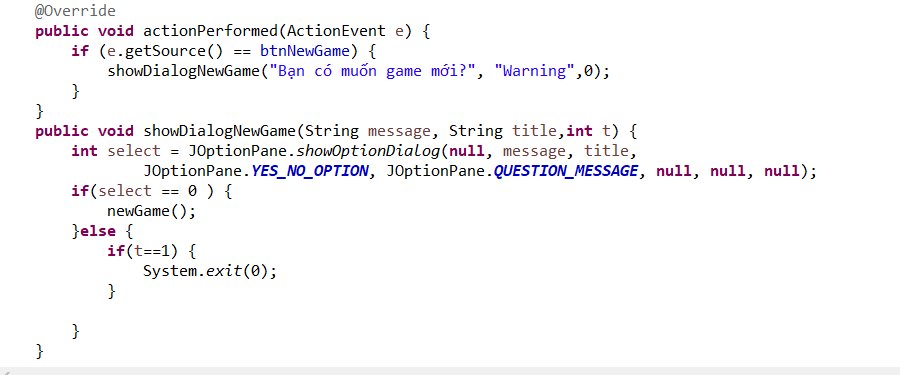 @Override
public void actionPerformed(ActionEvent e) {
if (e.getSource() == btnNewGame) {
showDialogNewGame("Bạn có muốn game mới?", "Warning",0);
}
}
public void showDialogNewGame(String message, String title,int t) {
int select = JOptionPane.showOptionDialog(null, message, title,
JOptionPane.YES_NO_OPTION, JOptionPane.QUESTION_MESSAGE, null, null, null);
if(select == 0 ) {
newGame();
}else {
if(t==1) {
System.exit(0);
}
}
}